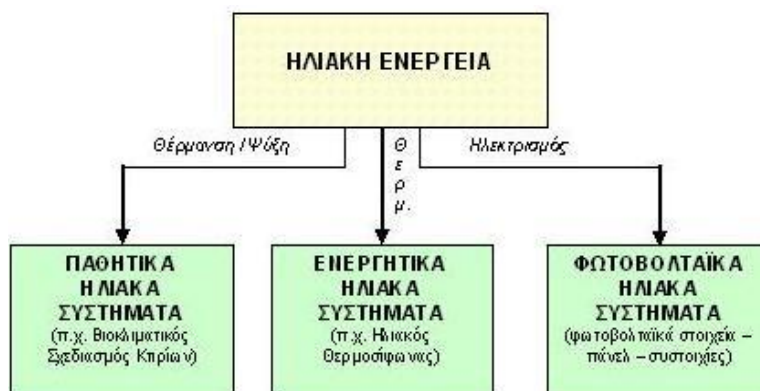 ΗΛΙΑΚΗ ΕΝΕΡΓΕΙΑ
Θέρμανση / Ψύξη
Θερμ.
Ηλεκτρισμός
ΠΑΘΗΤΙΚΑ
ΗΛΙΑΚΑ
ΣΥΣΤΗΜΑΤΑ
(π.χ. Βιοκλιματικός
Σχεδιασμός Κτιρίων)
ΕΝΕΡΓΗΤΙΚΑ
ΗΛΙΑΚΑ
ΣΥΣΤΗΜΑΤΑ
(π.χ. Ηλιακός
Θερμοσίφωνας)
ΦΩΤΟΒΟΛΤΑΪΚΑ
ΗΛΙΑΚΑ
ΣΥΣΤΗΜΑΤΑ
(φωτοβολταϊκά στοιχεία –
πάνελ – συστοιχίες)